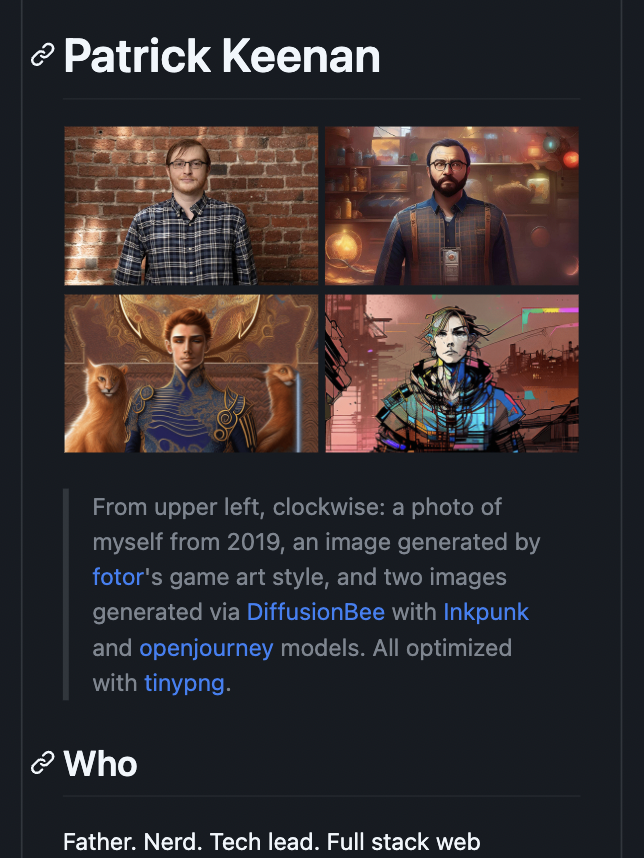 Patrick Keenan
From upper left, clockwise: a photo of
myself from 2019, an image generated by
fotor's game art style, and two images
generated via DiffusionBee with Inkpunk
and openjourney models. All optimized
with tinypng.
Who
Father. Nerd. Tech lead. Full stack web